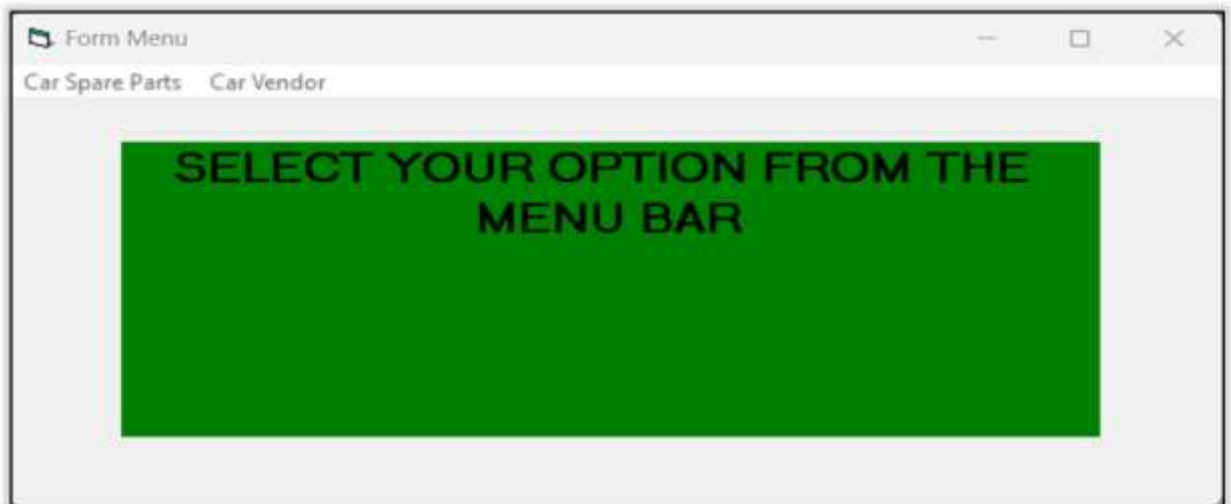 Form Menu
Car Spare Parts Car Vendor
SELECT YOUR OPTION FROM THE
MENU BAR